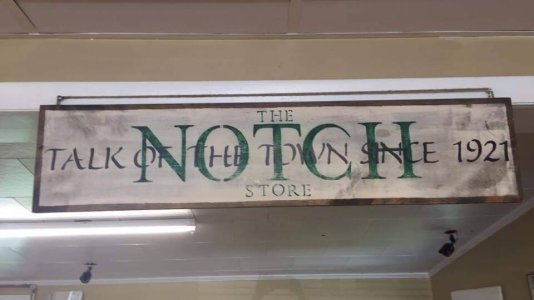 THE
NOTCH
TALK OF THE TOWN SINCE 1921
STORE